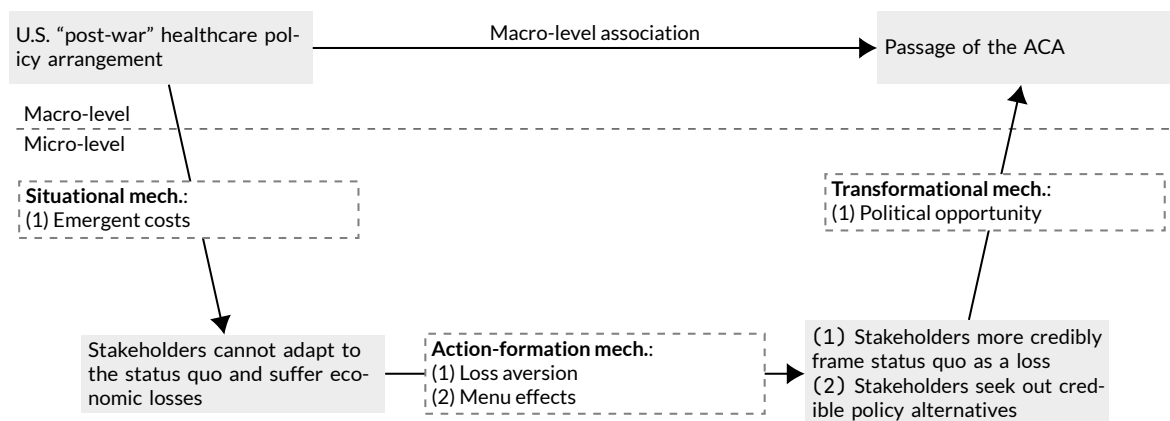 U.S. “post-war” healthcare pol-
icy arrangement
Macro-level association
Passage of the ACA
Macro-level
Micro-level
Situational mech.:
(1) Emergent costs
Transformational mech.:
(1) Political opportunity
Stakeholders cannot adapt to
the status quo and suffer eco-
nomic losses
Action-formation mech.:
(1) Loss aversion
(2) Menu effects
(1) Stakeholders more credibly
frame status quo as a loss
(2) Stakeholders seek out cred-
ible policy alternatives